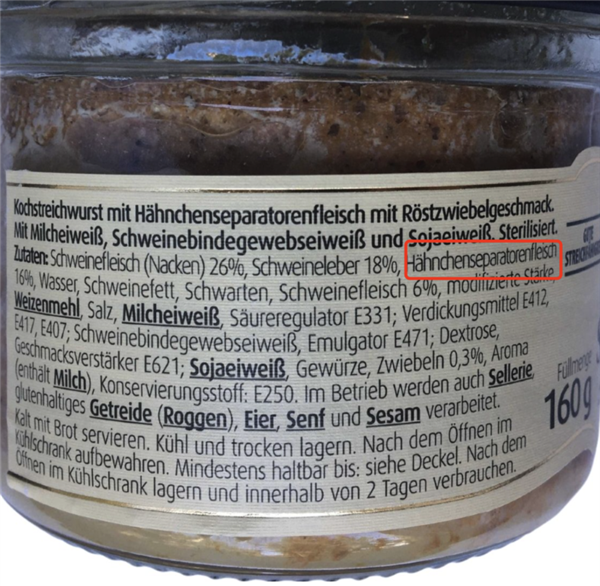 Kochstreichwurst mit Hähnchenseparatorenfleisch mit Röstzwiebelgeschmack.
Mit Milcheiweiß, Schweinebindegewebseiweiß und Sojaeiweiß. Sterilisiert.
Zutaten: Schweinefleisch (Nacken) 26%, Schweineleber 18%, Hähnchenseparatorenfleisch
16%, Wasser, Schweinefett, Schwarten, Schweinefleisch 6%, modifizierte Stärke
Weizenmehl, Salz, Milcheiweiß, Säureregulator E331; Verdickungsmittel E412,
E417, E407; Schweinebindegewebseiweiß, Emulgator E471; Dextrose,
Geschmacksverstärker E621; Sojaeiweiß, Gewürze, Zwiebeln 0,3%, Aroma
(enthält Milch), Konservierungsstoff: E250. Im Betrieb werden auch Sellerie,
glutenhaltiges Getreide (Roggen), Eier, Senf und Sesam verarbeitet.
Kalt mit Brot servieren. Kühl und trocken lagern. Nach dem Öffnen im
Kühlschrank aufbewahren. Mindestens haltbar bis: siehe Deckel. Nach dem
Öffnen im Kühlschrank lagern und innerhalb von 2 Tagen verbrauchen.
Füllmenge
160g